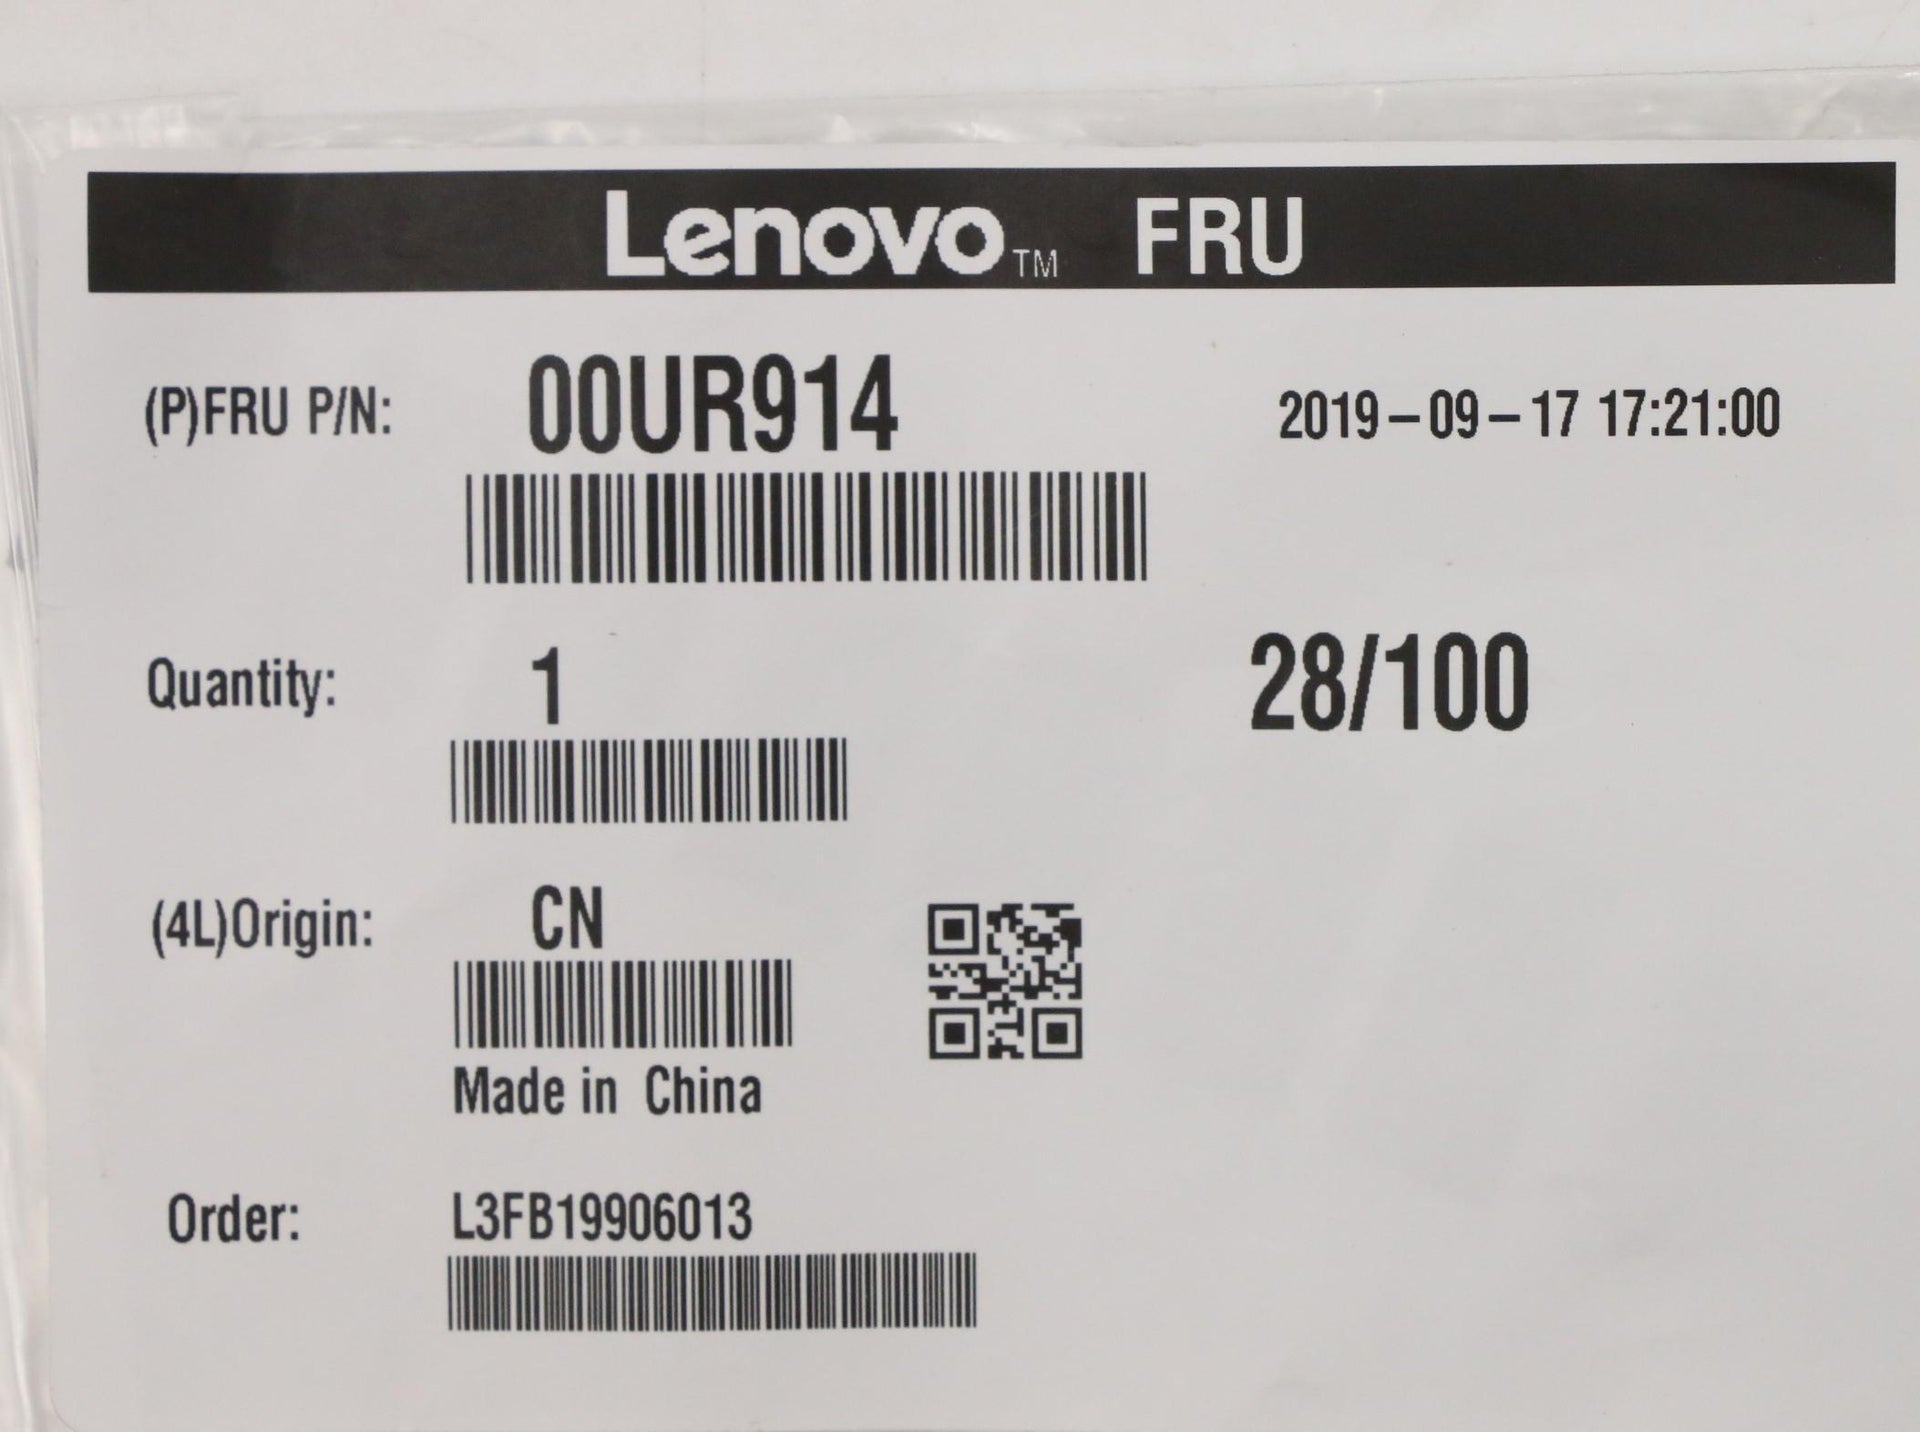 Lenovo™ FRU
(P)FRU P/N: 00UR914 2019-09-17 17:21:00
Quantity: 1 28/100
(4L)Origin: CN
Made in China
Order: L3FB19906013